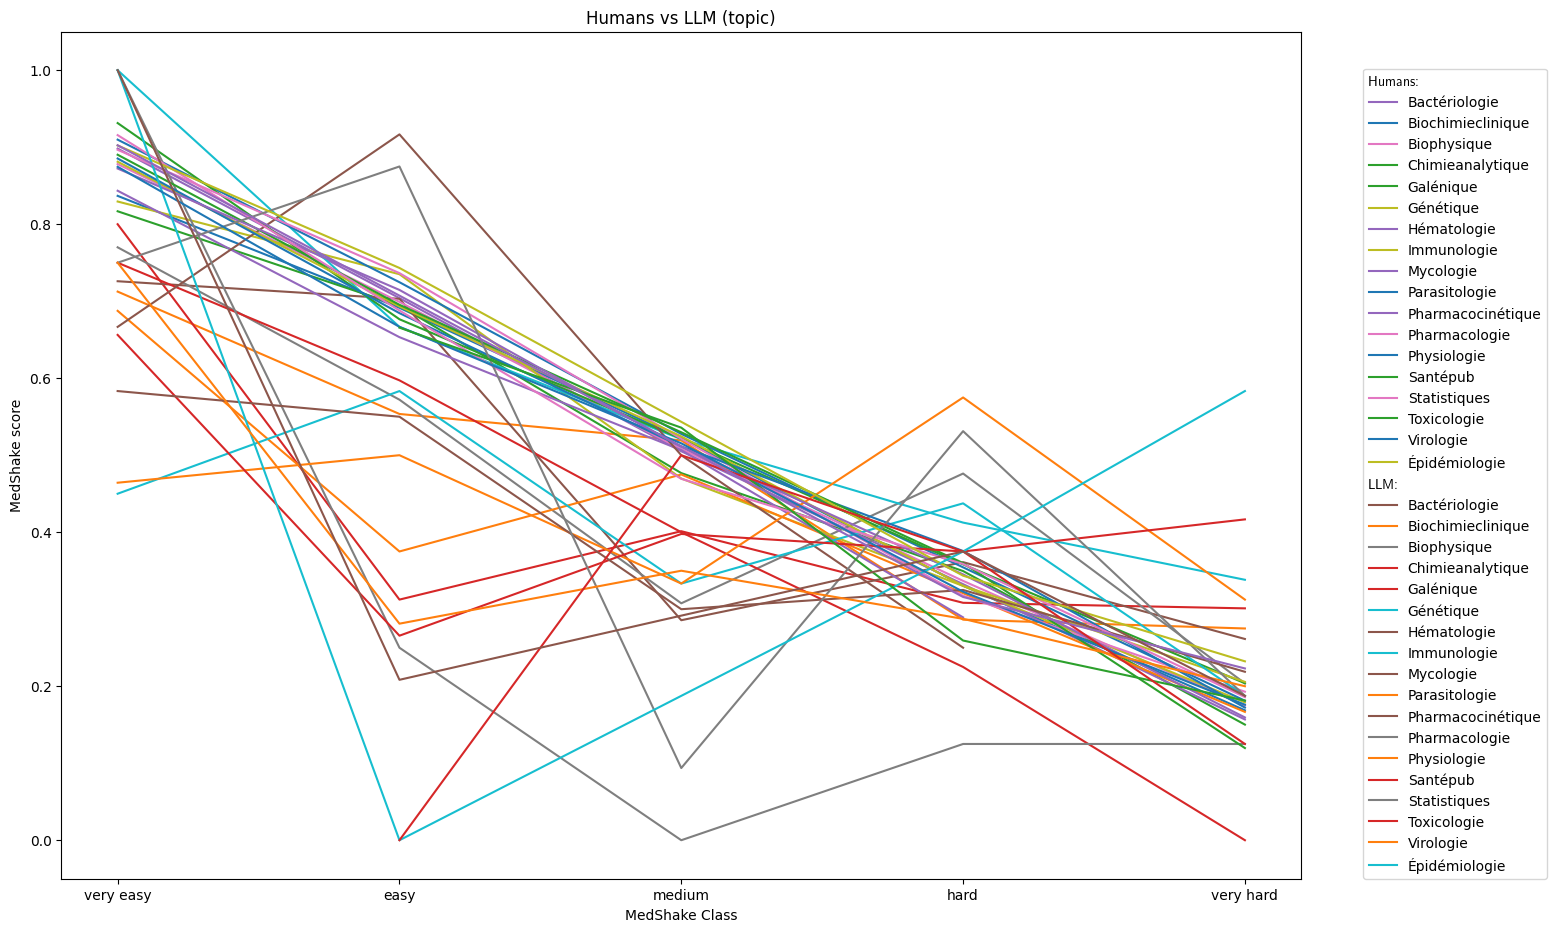 Humans vs LLM (topic)
MedShake score
1.0
0.8
0.6
0.4
0.2
0.0
very easy
easy
medium
hard
very hard
MedShake Class
Humans:
Bactériologie
Biochimieclinique
Biophysique
Chimieanalytique
Galénique
Génétique
Hématologie
Immunologie
Mycologie
Parasitologie
Pharmacocinétique
Pharmacologie
Physiologie
Santépub
Statistiques
Toxicologie
Virologie
Épidémiologie
LLM:
Bactériologie
Biochimieclinique
Biophysique
Chimieanalytique
Galénique
Génétique
Hématologie
Immunologie
Mycologie
Parasitologie
Pharmacocinétique
Pharmacologie
Physiologie
Santépub
Statistiques
Toxicologie
Virologie
Épidémiologie